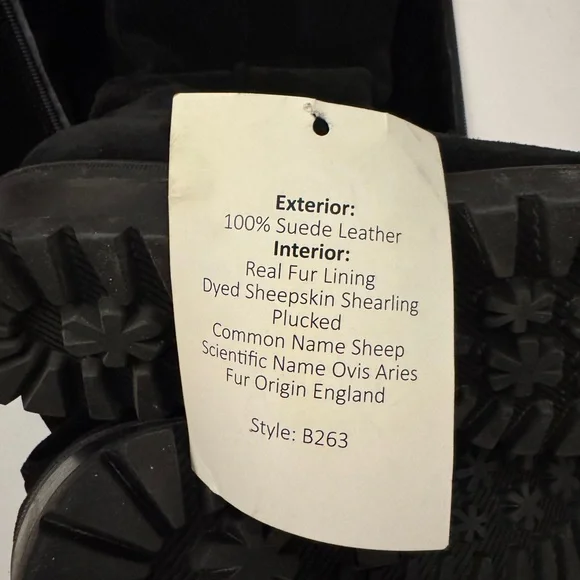 Exterior:
100% Suede Leather
Interior:
Real Fur Lining
Dyed Sheepskin Shearling
Plucked
Common Name Sheep
Scientific Name Ovis Aries
Fur Origin England
Style: B263